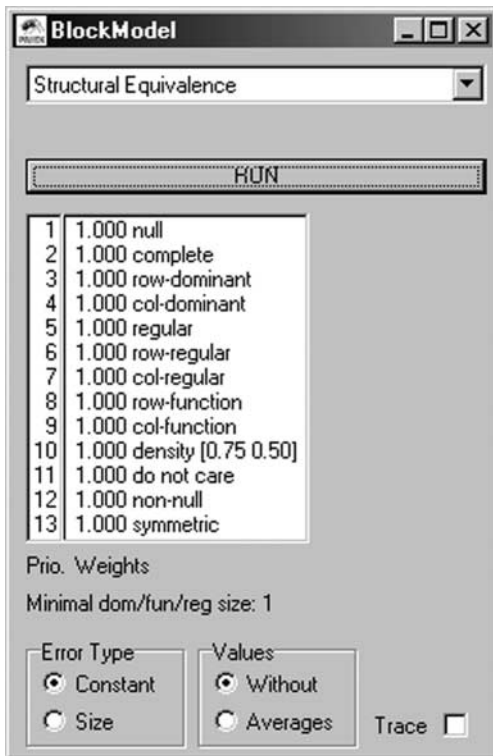 BlockModel
Structural Equivalence
RUN
1 1.000 null
2 1.000 complete
3 1.000 row-dominant
4 1.000 col-dominant
5 1.000 regular
6 1.000 row-regular
7 1.000 col-regular
8 1.000 row-function
9 1.000 col-function
10 1.000 density [0.75 0.50]
11 1.000 do not care
12 1.000 non-null
13 1.000 symmetric
Prio. Weights
Minimal dom/fun/reg size: 1
Error Type Values
Constant Without
Size Averages Trace